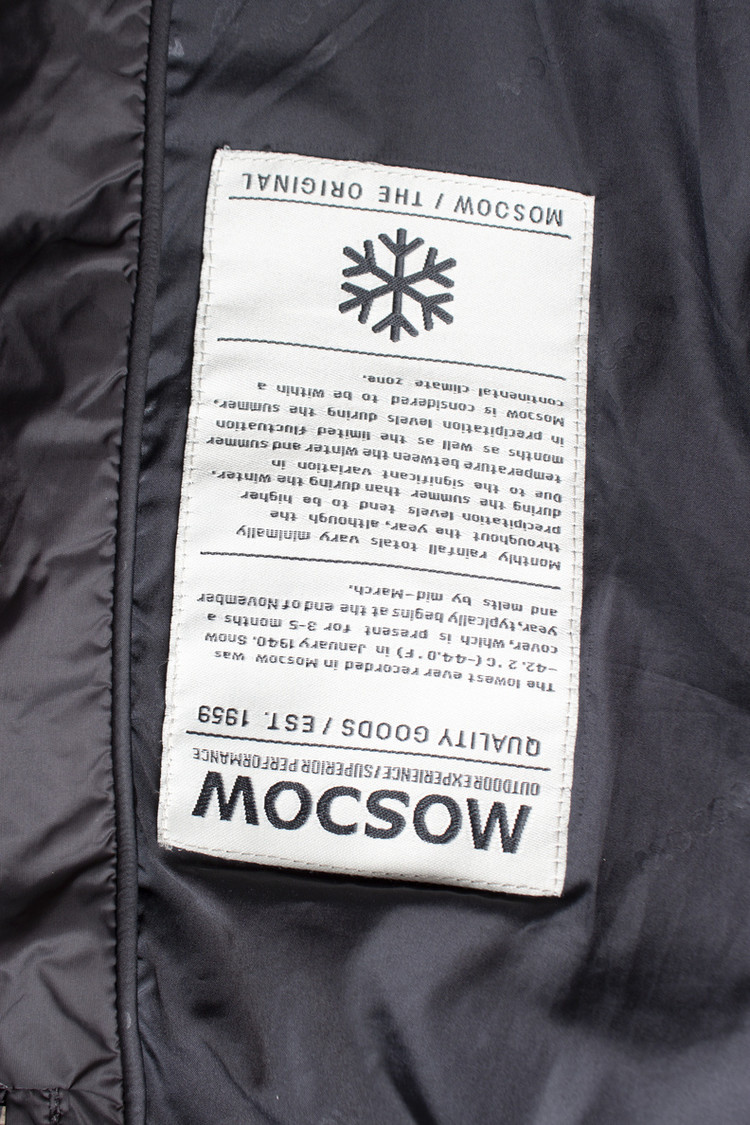 MOSCOW
OUTDOOR EXPERIENCE/SUPERIOR PERFORMANCE
QUALITY GOODS / EST. 1959
The lowest ever recorded in Moscow was
-42.2°C (-44.0°F) in January 1940. Snow
cover, which is present for 3-5 months a
year, typically begins at the end of November
and melts by mid-March.
Monthly rainfall totals vary minimally
throughout the year, although the
precipitation levels tend to be higher
during the summer than during the winter.
Due to the significant variation in
temperature between the winter and summer
months as well as the limited fluctuation
in precipitation levels during the summer,
Moscow is considered to be within a
continental climate zone.
MOSCOW / THE ORIGINAL